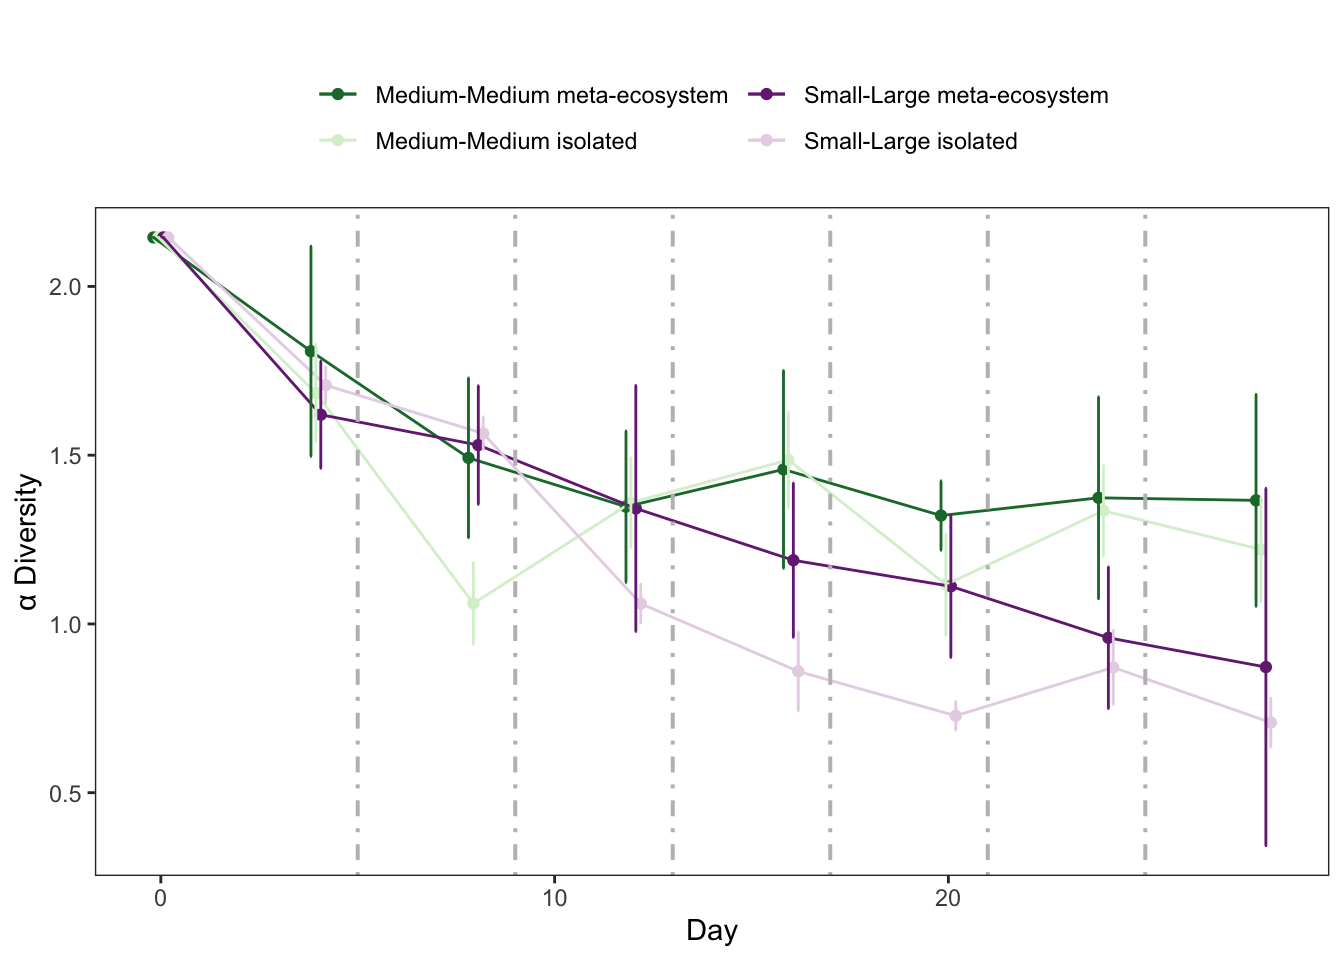 Medium-Medium meta-ecosystem
Small-Large meta-ecosystem
Medium-Medium isolated
Small-Large isolated
2.0
1.5
1.0
0.5
α Diversity
0
10
20
Day